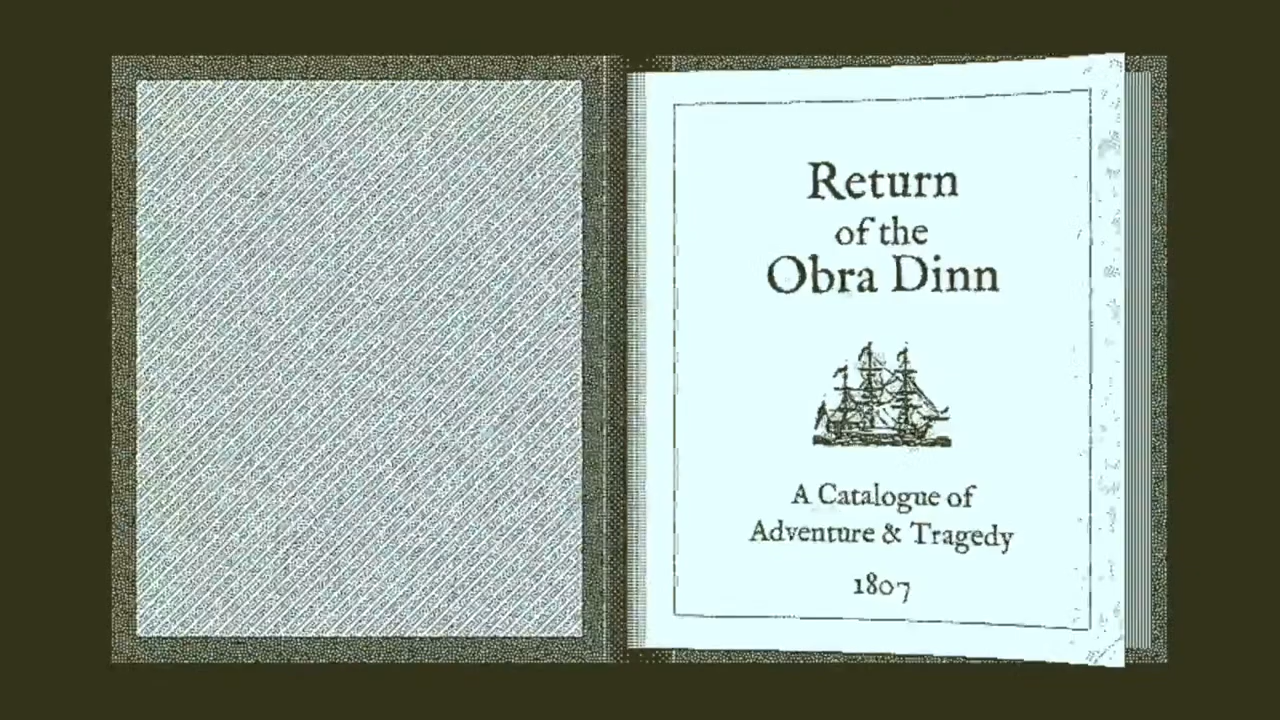 Return
of the
Obra Dinn
A Catalogue of
Adventure & Tragedy
1807